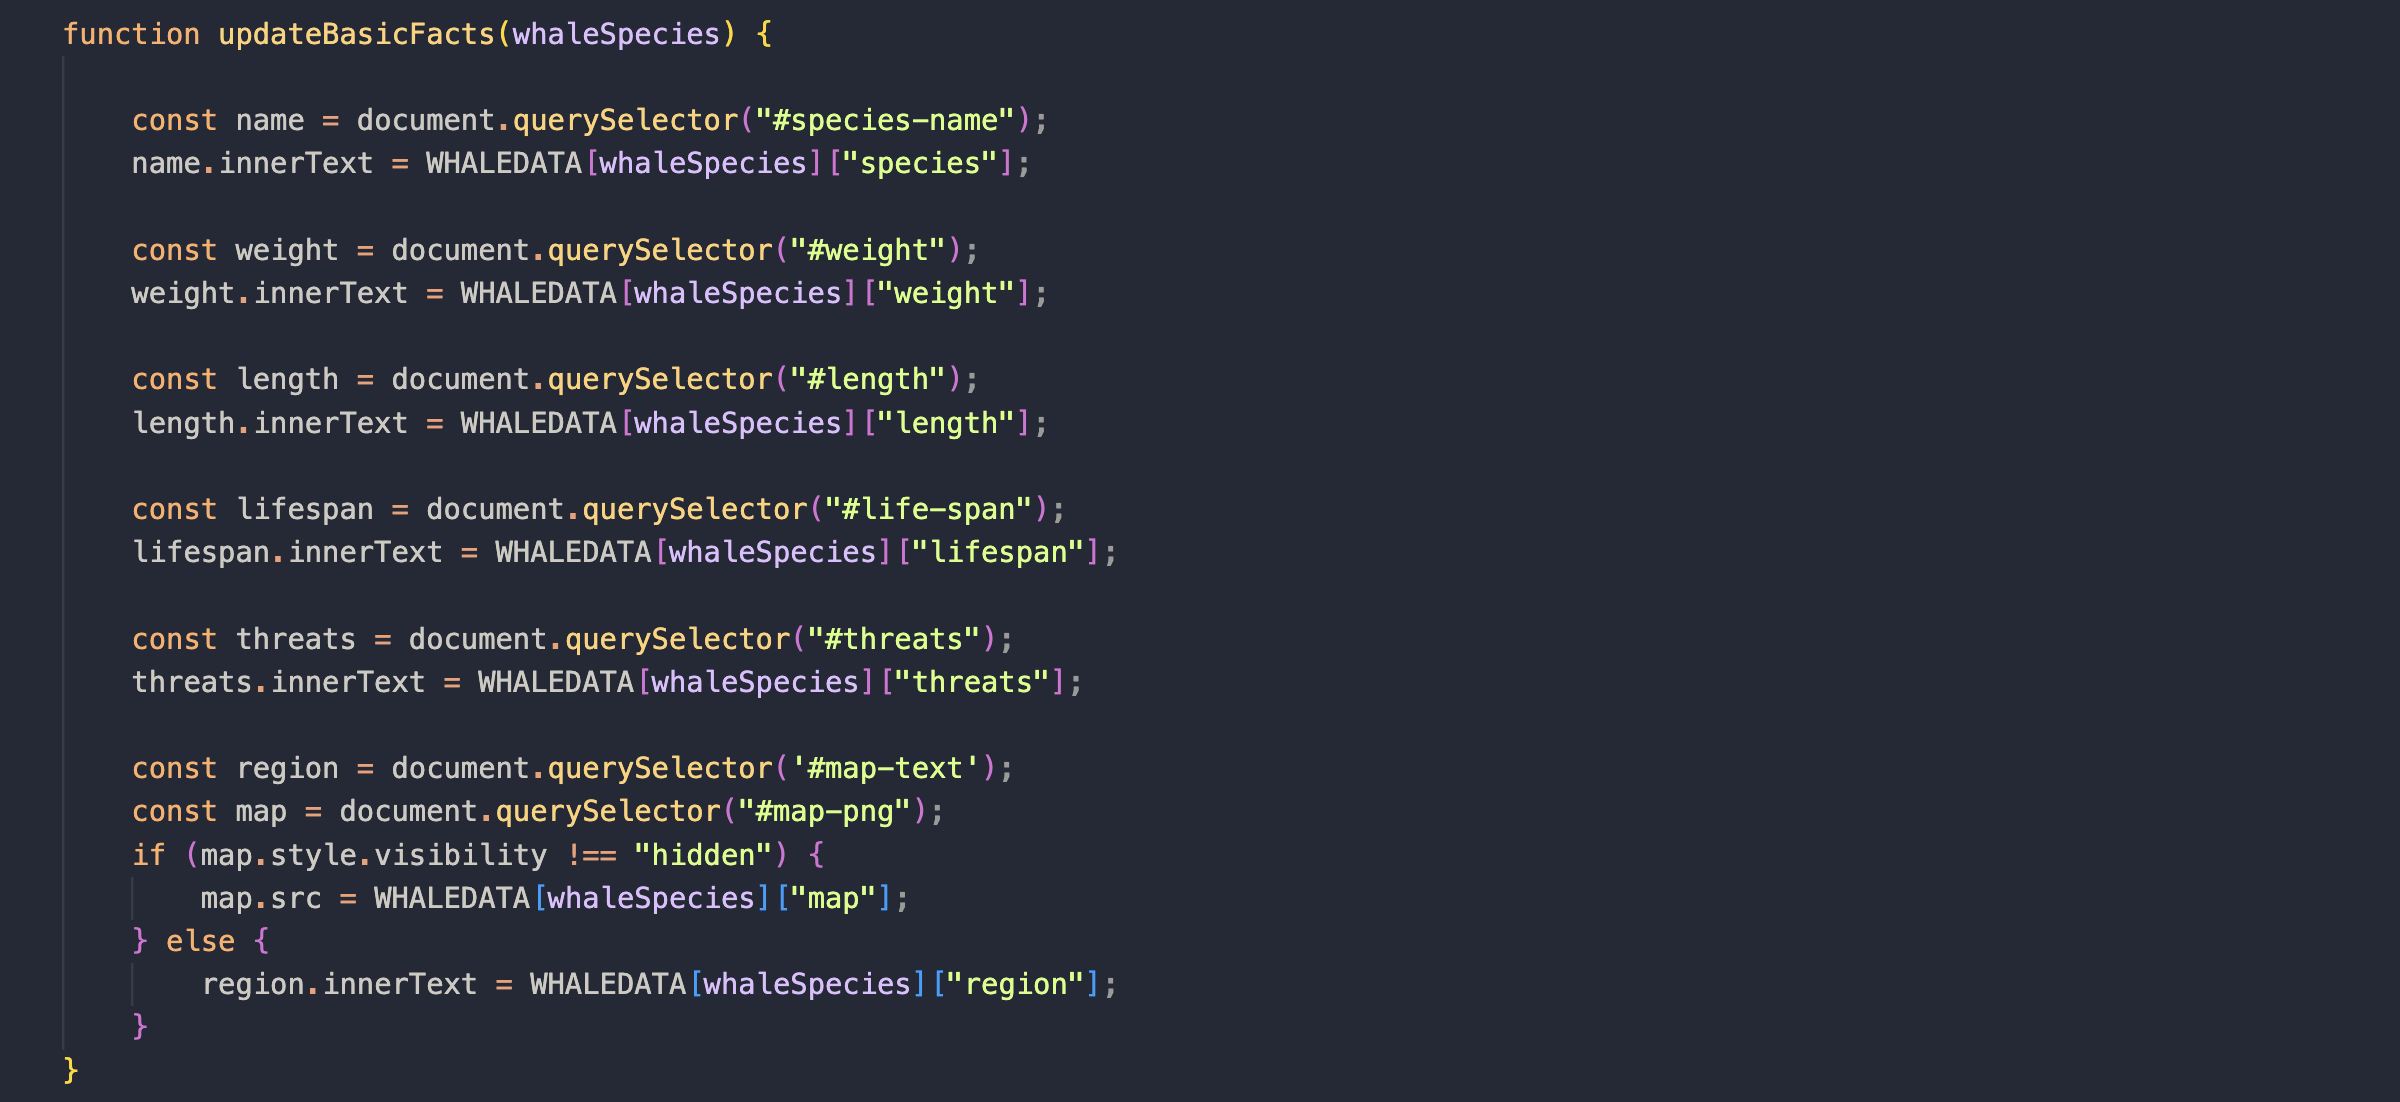 function updateBasicFacts(whaleSpecies) {
const name = document.querySelector("#species-name");
name.innerText = WHALEDATA[whaleSpecies]["species"];
const weight = document.querySelector("#weight");
weight.innerText = WHALEDATA[whaleSpecies]["weight"];
const length = document.querySelector("#length");
length.innerText = WHALEDATA[whaleSpecies]["length"];
const lifespan = document.querySelector("#life-span");
lifespan.innerText = WHALEDATA[whaleSpecies]["lifespan"];
const threats = document.querySelector("#threats");
threats.innerText = WHALEDATA[whaleSpecies]["threats"];
const region = document.querySelector('#map-text');
const map = document.querySelector("#map-png");
if (map.style.visibility !== "hidden") {
map.src = WHALEDATA[whaleSpecies]["map"];
} else {
region.innerText = WHALEDATA[whaleSpecies]["region"];
}
}